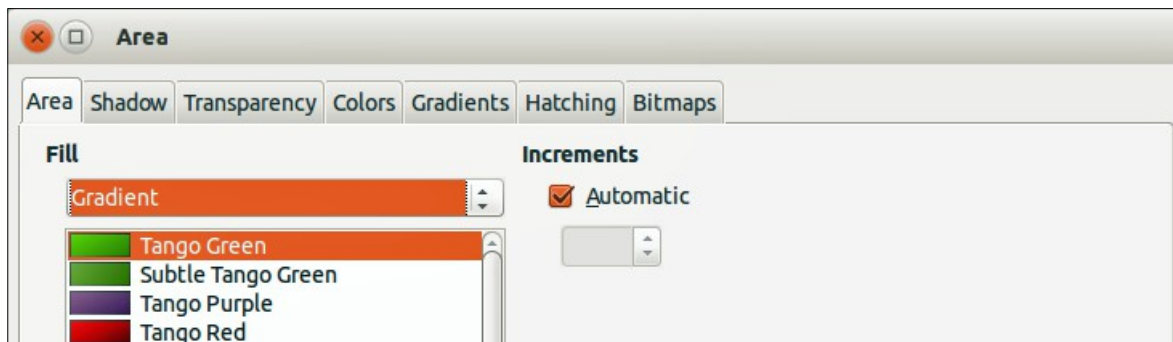 Area
Area Shadow Transparency Colors Gradients Hatching Bitmaps
Fill
Gradient
Tango Green
Subtle Tango Green
Tango Purple
Tango Red
Increments
Automatic